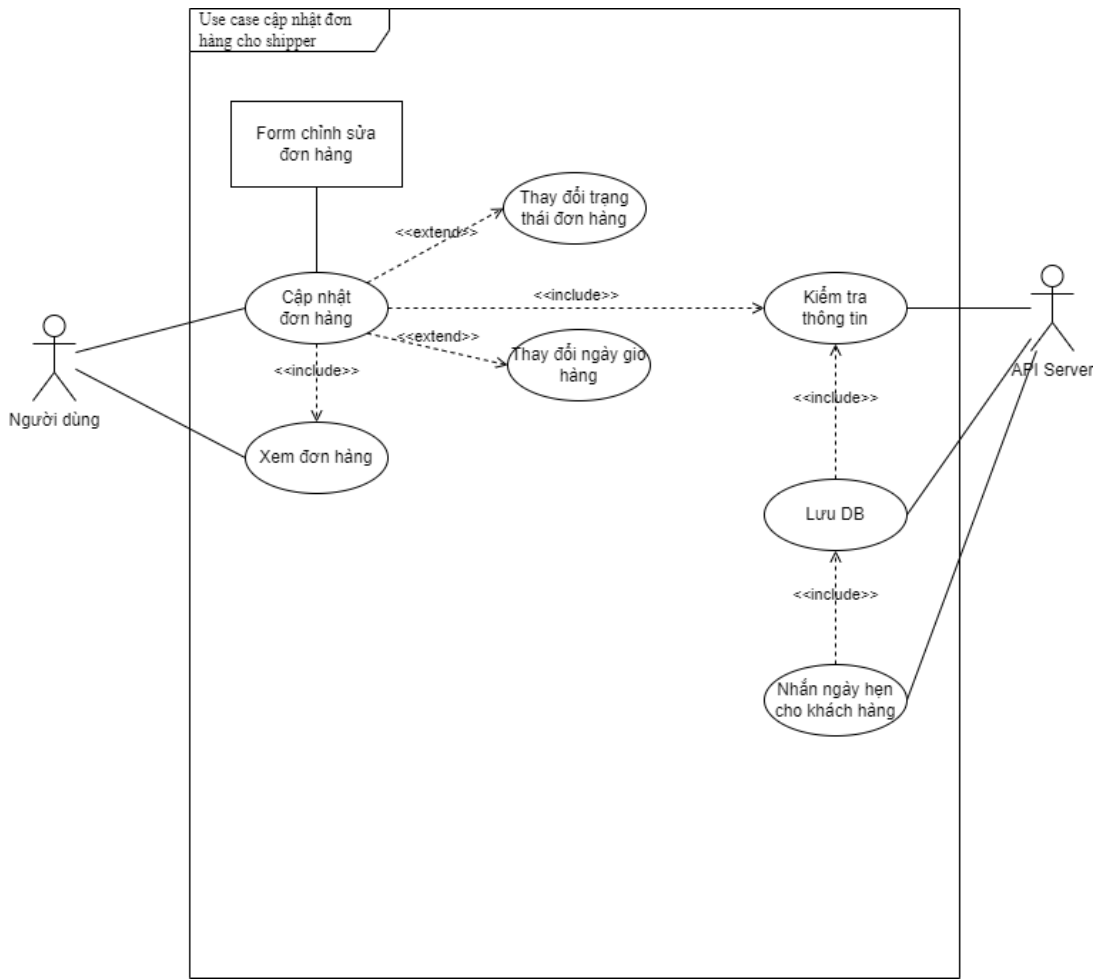 Use case cập nhật đơn
hàng cho shipper
Form chỉnh sửa
đơn hàng
Thay đổi trạng
thái đơn hàng
<<extend>>
Cập nhật
đơn hàng
<<include>>
Kiểm tra
thông tin
<<extend>>
Thay đổi ngày giờ
hàng
<<include>>
Người dùng
API Server
<<include>>
Xem đơn hàng
Lưu DB
<<include>>
Nhắn ngày hẹn
cho khách hàng